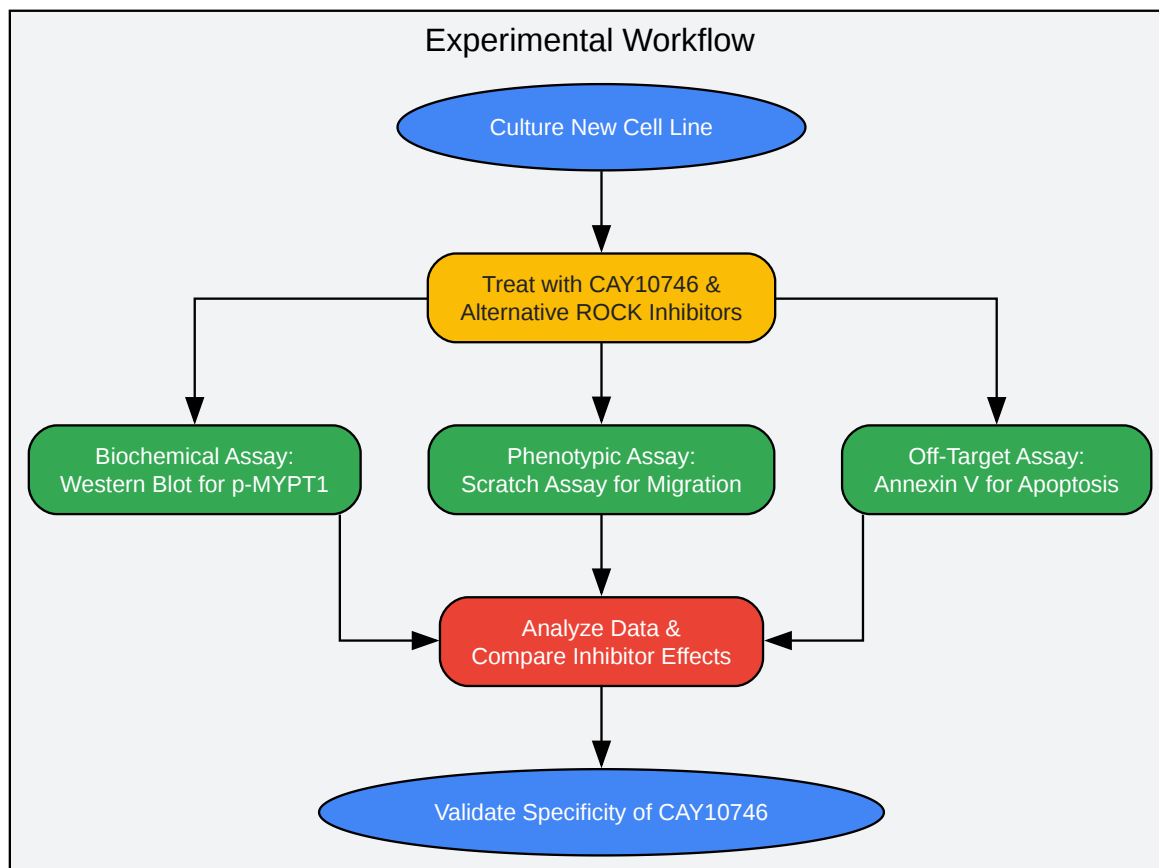 Experimental Workflow
Culture New Cell Line
Treat with CAY10746 &
Alternative ROCK Inhibitors
Biochemical Assay:
Western Blot for p-MYPT1
Phenotypic Assay:
Scratch Assay for Migration
Off-Target Assay:
Annexin V for Apoptosis
Analyze Data &
Compare Inhibitor Effects
Validate Specificity of CAY10746